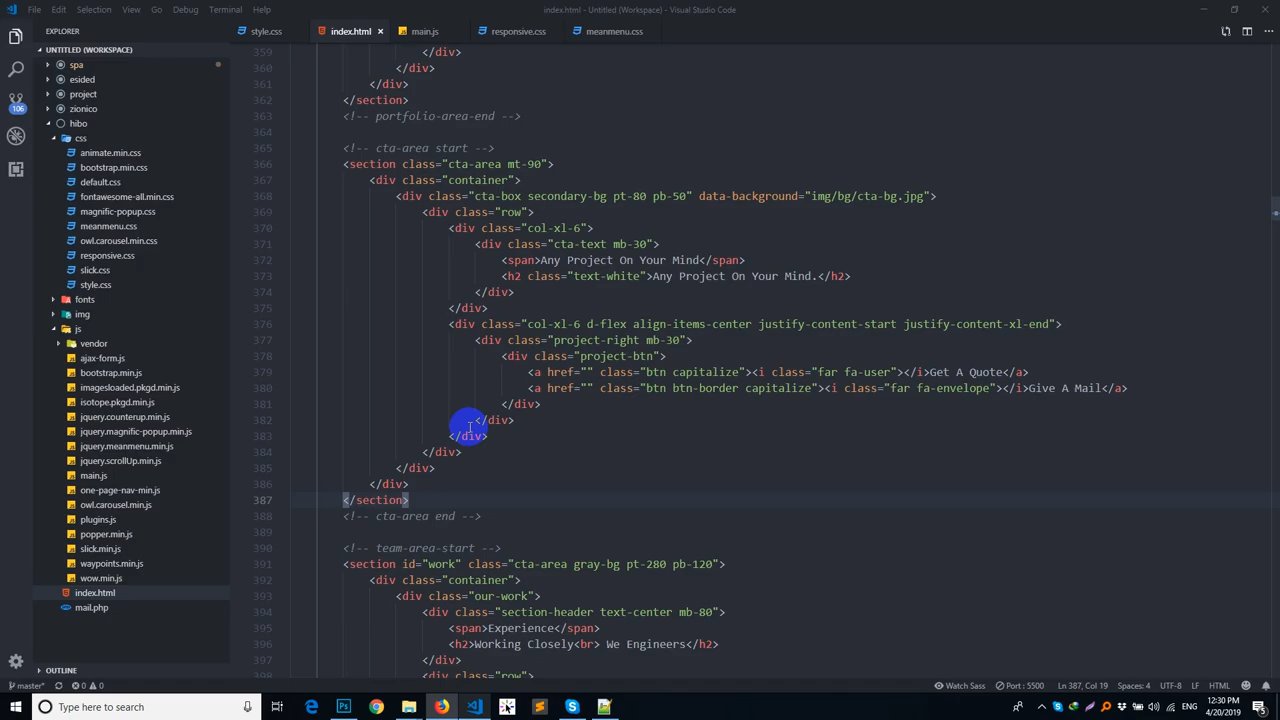 File Edit Selection View Go Debug Terminal Help
index.html - Untitled (Workspace) - Visual Studio Code
EXPLORER
style.css index.html main.js responsive.css meanmenu.css
UNTITLED (WORKSPACE)
spa
esided
project
zionico
hibo
css
animate.min.css
bootstrap.min.css
default.css
fontawesome-all.min.css
magnific-popup.css
meanmenu.css
owl.carousel.min.css
responsive.css
slick.css
style.css
fonts
img
js
vendor
ajax-form.js
bootstrap.min.js
imagesloaded.pkgd.min.js
isotope.pkgd.min.js
jquery.counterup.min.js
jquery.magnific-popup.min.js
jquery.meanmenu.min.js
jquery.scrollUp.min.js
main.js
one-page-nav-min.js
owl.carousel.min.js
plugins.js
popper.min.js
slick.min.js
waypoints.min.js
wow.min.js
index.html
mail.php
OUTLINE
106
359 </div>
360 </div>
361 </div>
362 </section>
363 <!-- portfolio-area-end -->
364
365 <!-- cta-area start -->
366 <section class="cta-area mt-90">
367 <div class="container">
368 <div class="cta-box secondary-bg pt-80 pb-50" data-background="img/bg/cta-bg.jpg">
369 <div class="row">
370 <div class="col-xl-6">
371 <div class="cta-text mb-30">
372 <span>Any Project On Your Mind</span>
373 <h2 class="text-white">Any Project On Your Mind.</h2>
374 </div>
375 </div>
376 <div class="col-xl-6 d-flex align-items-center justify-content-start justify-content-xl-end">
377 <div class="project-right mb-30">
378 <div class="project-btn">
379 <a href="" class="btn capitalize"><i class="far fa-user"></i>Get A Quote</a>
380 <a href="" class="btn btn-border capitalize"><i class="far fa-envelope"></i>Give A Mail</a>
381 </div>
382 </div>
383 </div>
384 </div>
385 </div>
386 </div>
387 </section>
388 <!-- cta-area end -->
389
390 <!-- team-area-start -->
391 <section id="work" class="cta-area gray-bg pt-280 pb-120">
392 <div class="container">
393 <div class="our-work">
394 <div class="section-header text-center mb-80">
395 <span>Experience</span>
396 <h2>Working Closely<br> We Engineers</h2>
397 </div>
398 <div class="row">
master* 0 0
Watch Sass Port : 5500 Ln 387, Col 19 Spaces: 4 UTF-8 LF HTML
Type here to search
12:30 PM
4/20/2019